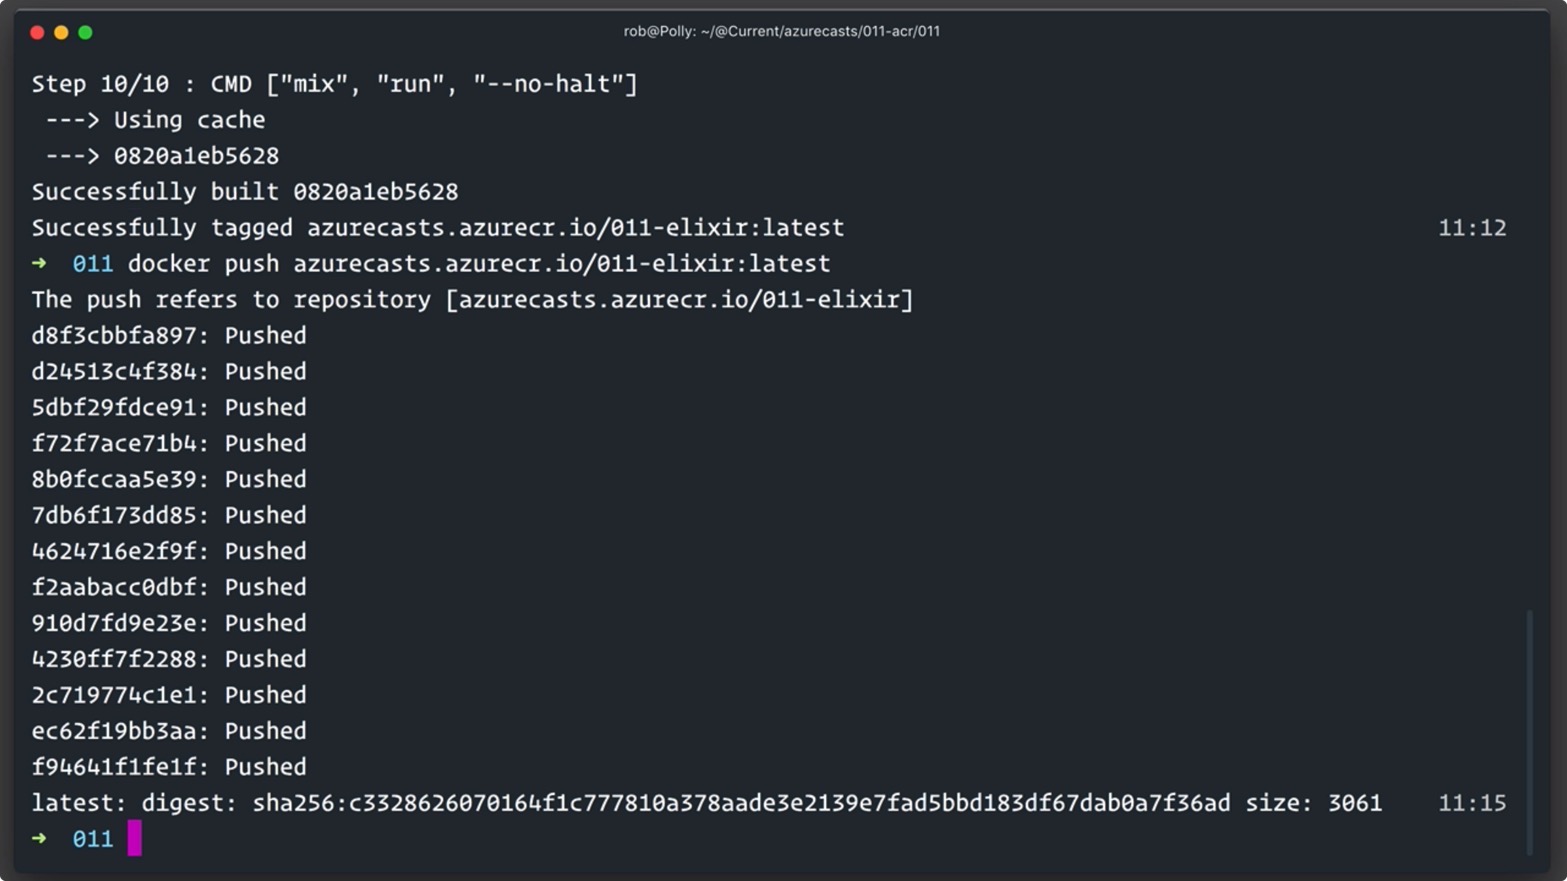 rob@Polly: ~/@Current/azurecasts/011-acr/011
Step 10/10 : CMD ["mix", "run", "--no-halt"]
---> Using cache
---> 0820a1eb5628
Successfully built 0820a1eb5628
Successfully tagged azurecasts.azurecr.io/011-elixir:latest 11:12
→ 011 docker push azurecasts.azurecr.io/011-elixir:latest
The push refers to repository [azurecasts.azurecr.io/011-elixir]
d8f3cbbfa897: Pushed
d24513c4f384: Pushed
5dbf29fdce91: Pushed
f72f7ace71b4: Pushed
8b0fccaa5e39: Pushed
7db6f173dd85: Pushed
4624716e2f9f: Pushed
f2aabacc0dbf: Pushed
910d7fd9e23e: Pushed
4230ff7f2288: Pushed
2c719774c1e1: Pushed
ec62f19bb3aa: Pushed
f94641f1fe1f: Pushed
latest: digest: sha256:c3328626070164f1c777810a378aade3e2139e7fad5bbd183df67dab0a7f36ad size: 3061 11:15
→ 011